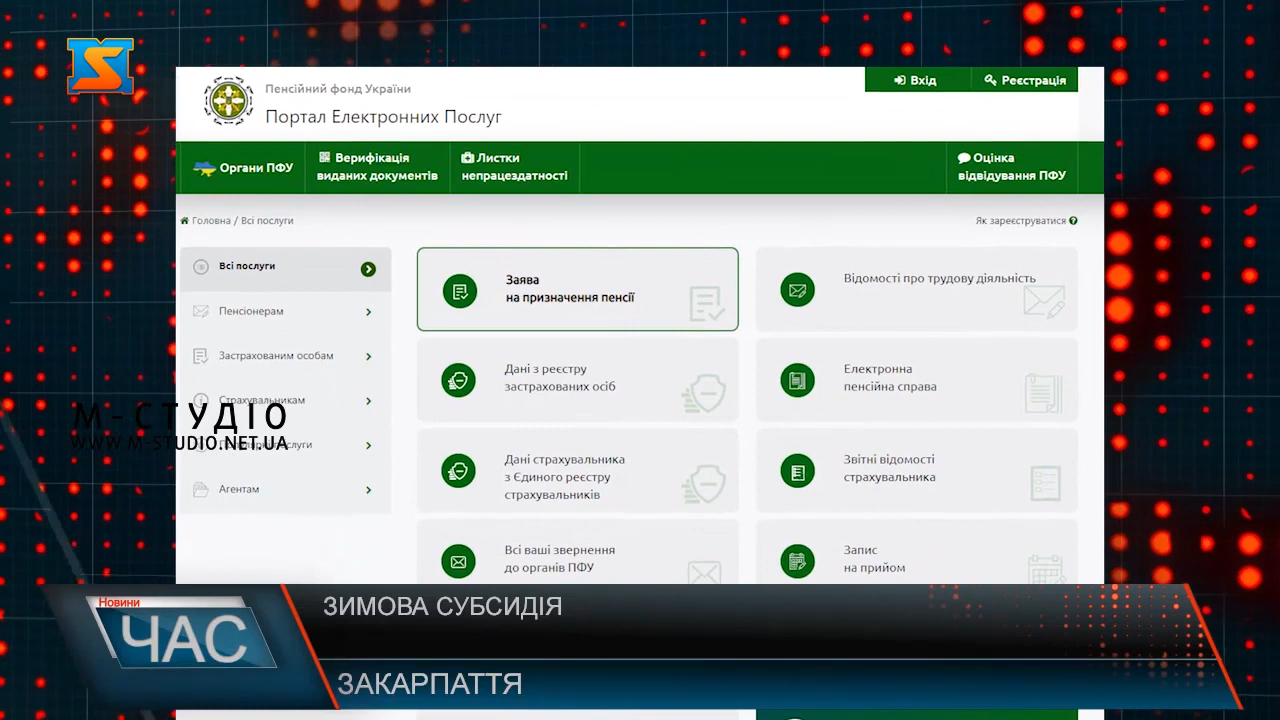 Пенсійний фонд України
Портал Електронних Послуг
Вхід
Реєстрація
Органи ПФУ
Верифікація
виданих документів
Листки
непрацездатності
Оцінка
відвідування ПФУ
Головна / Всі послуги
Як зареєструватися
Всі послуги
Пенсіонерам
Застрахованим особам
Страхувальникам
послуги
Агентам
Заява
на призначення пенсії
Відомості про трудову діяльність
Дані з реєстру
застрахованих осіб
Електронна
пенсійна справа
Дані страхувальника
з Єдиного реєстру
страхувальників
Звітні відомості
страхувальника
Всі ваші звернення
до органів ПФУ
Запис
на прийом
М-СТУДІО
WWW.M-STUDIO.NET.UA
Новини
ЧАС
ЗИМОВА СУБСИДІЯ
ЗАКАРПАТТЯ